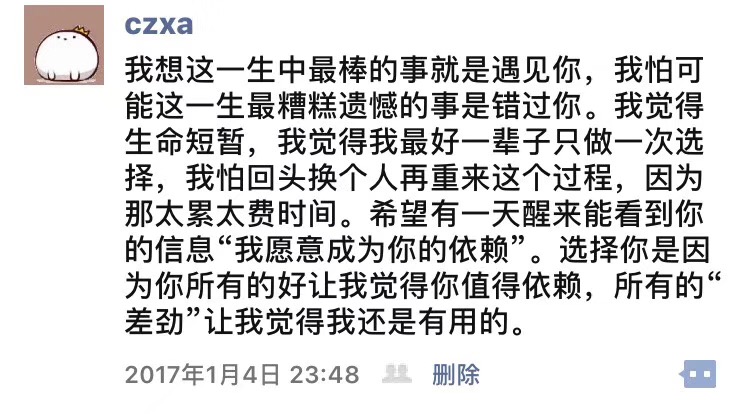 czxa
我想这一生中最棒的事就是遇见你，我怕可
能这一生最糟糕遗憾的事是错过你。我觉得
生命短暂，我觉得我最好一辈子只做一次选
择，我怕回头换个人再重来这个过程，因为
那太累太费时间。希望有一天醒来能看到你
的信息“我愿意成为你的依赖”。选择你是因
为你所有的好让我觉得你值得依赖，所有的“
差劲”让我觉得我还是有用的。
2017年1月4日 23:48 删除